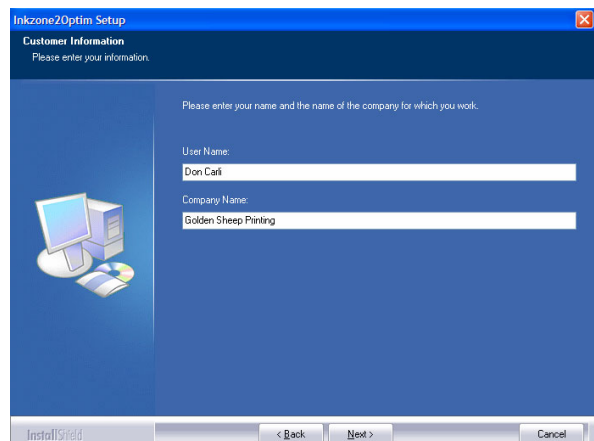 Inkzone2Optim Setup
Customer Information
Please enter your information.
Please enter your name and the name of the company for which you work.
User Name:
Don Carli
Company Name:
Golden Sheep Printing
InstallShield
< Back
Next >
Cancel